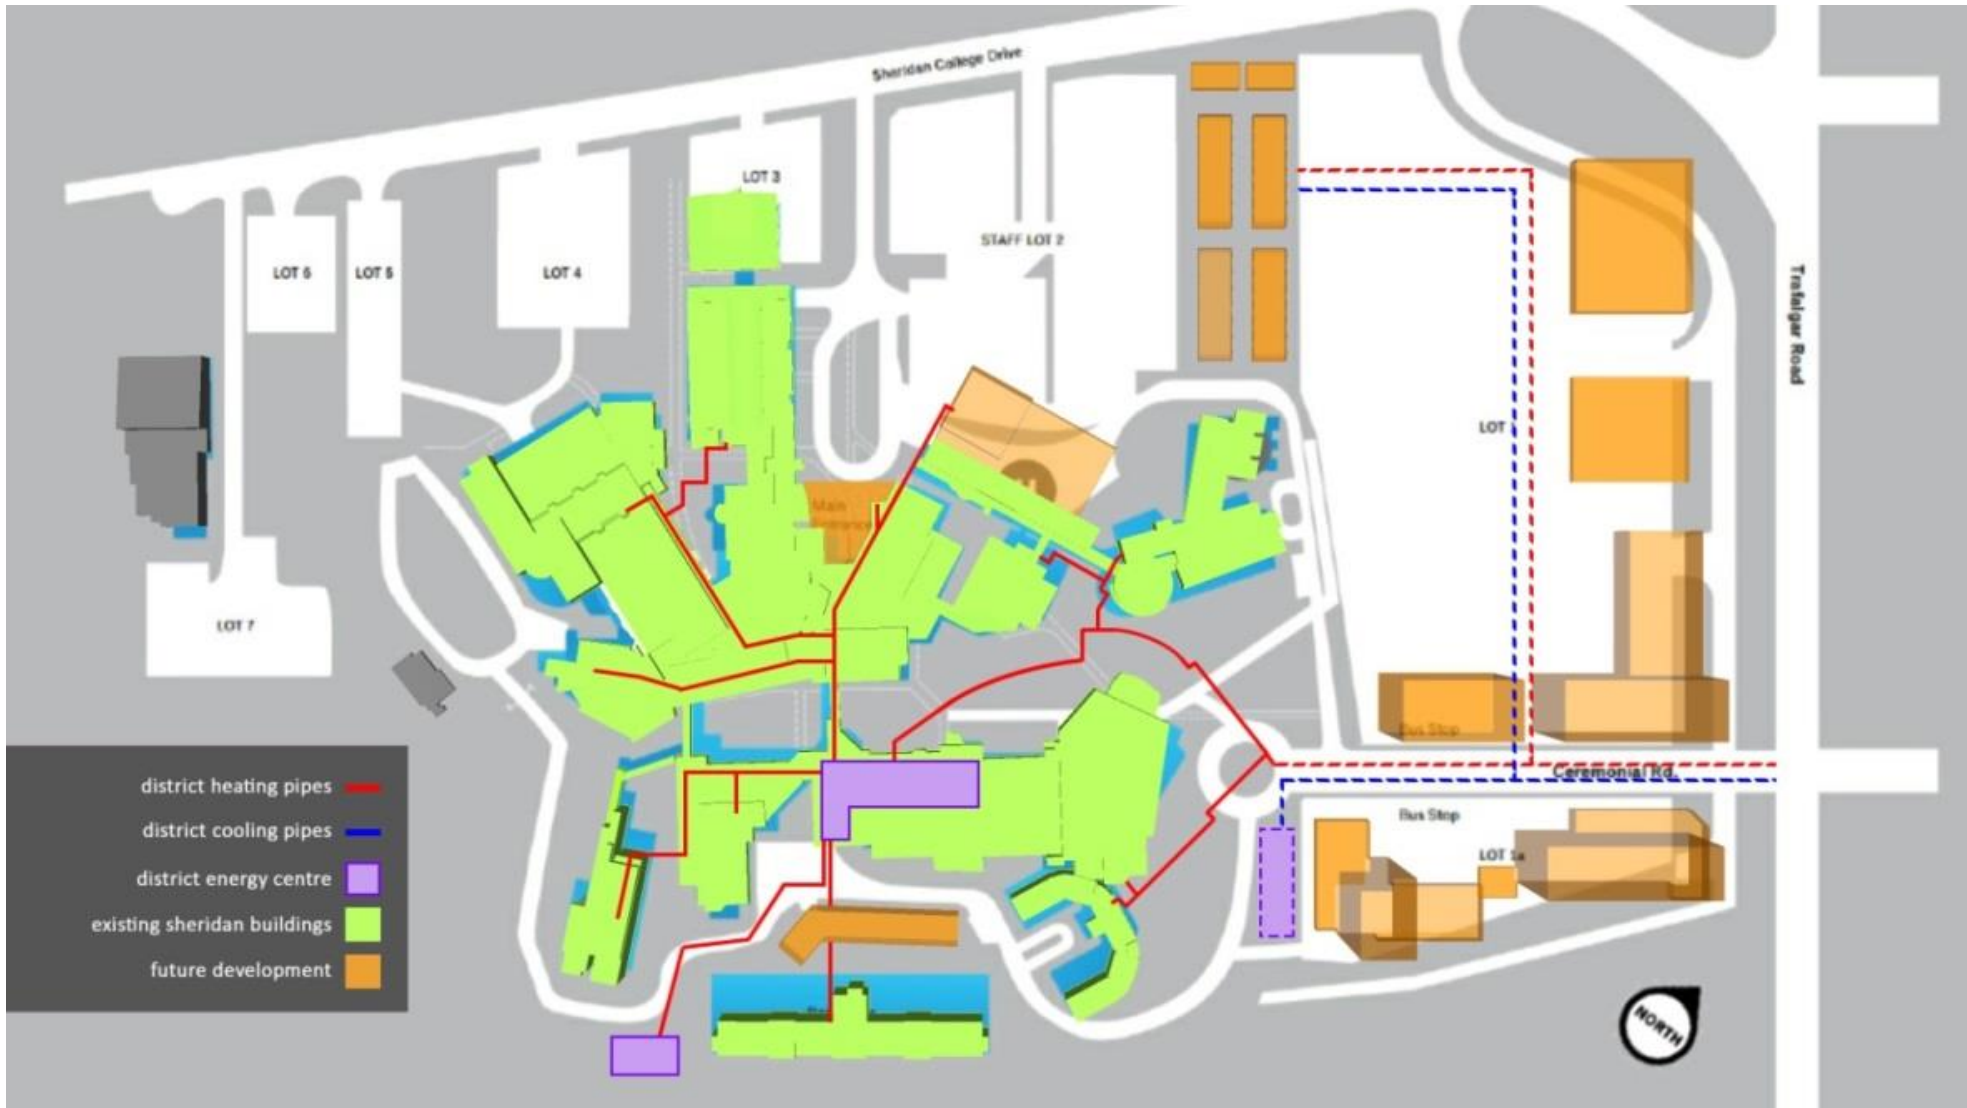 Sheridan College Drive
LOT 3
STAFF LOT 2
LOT 6
LOT 5
LOT 4
Trafalgar Road
LOT
Main
Entrance
LOT 7
Bus Stop
Ceremonial Rd.
Bus Stop
LOT 1a
district heating pipes
district cooling pipes
district energy centre
existing sheridan buildings
future development
NORTH